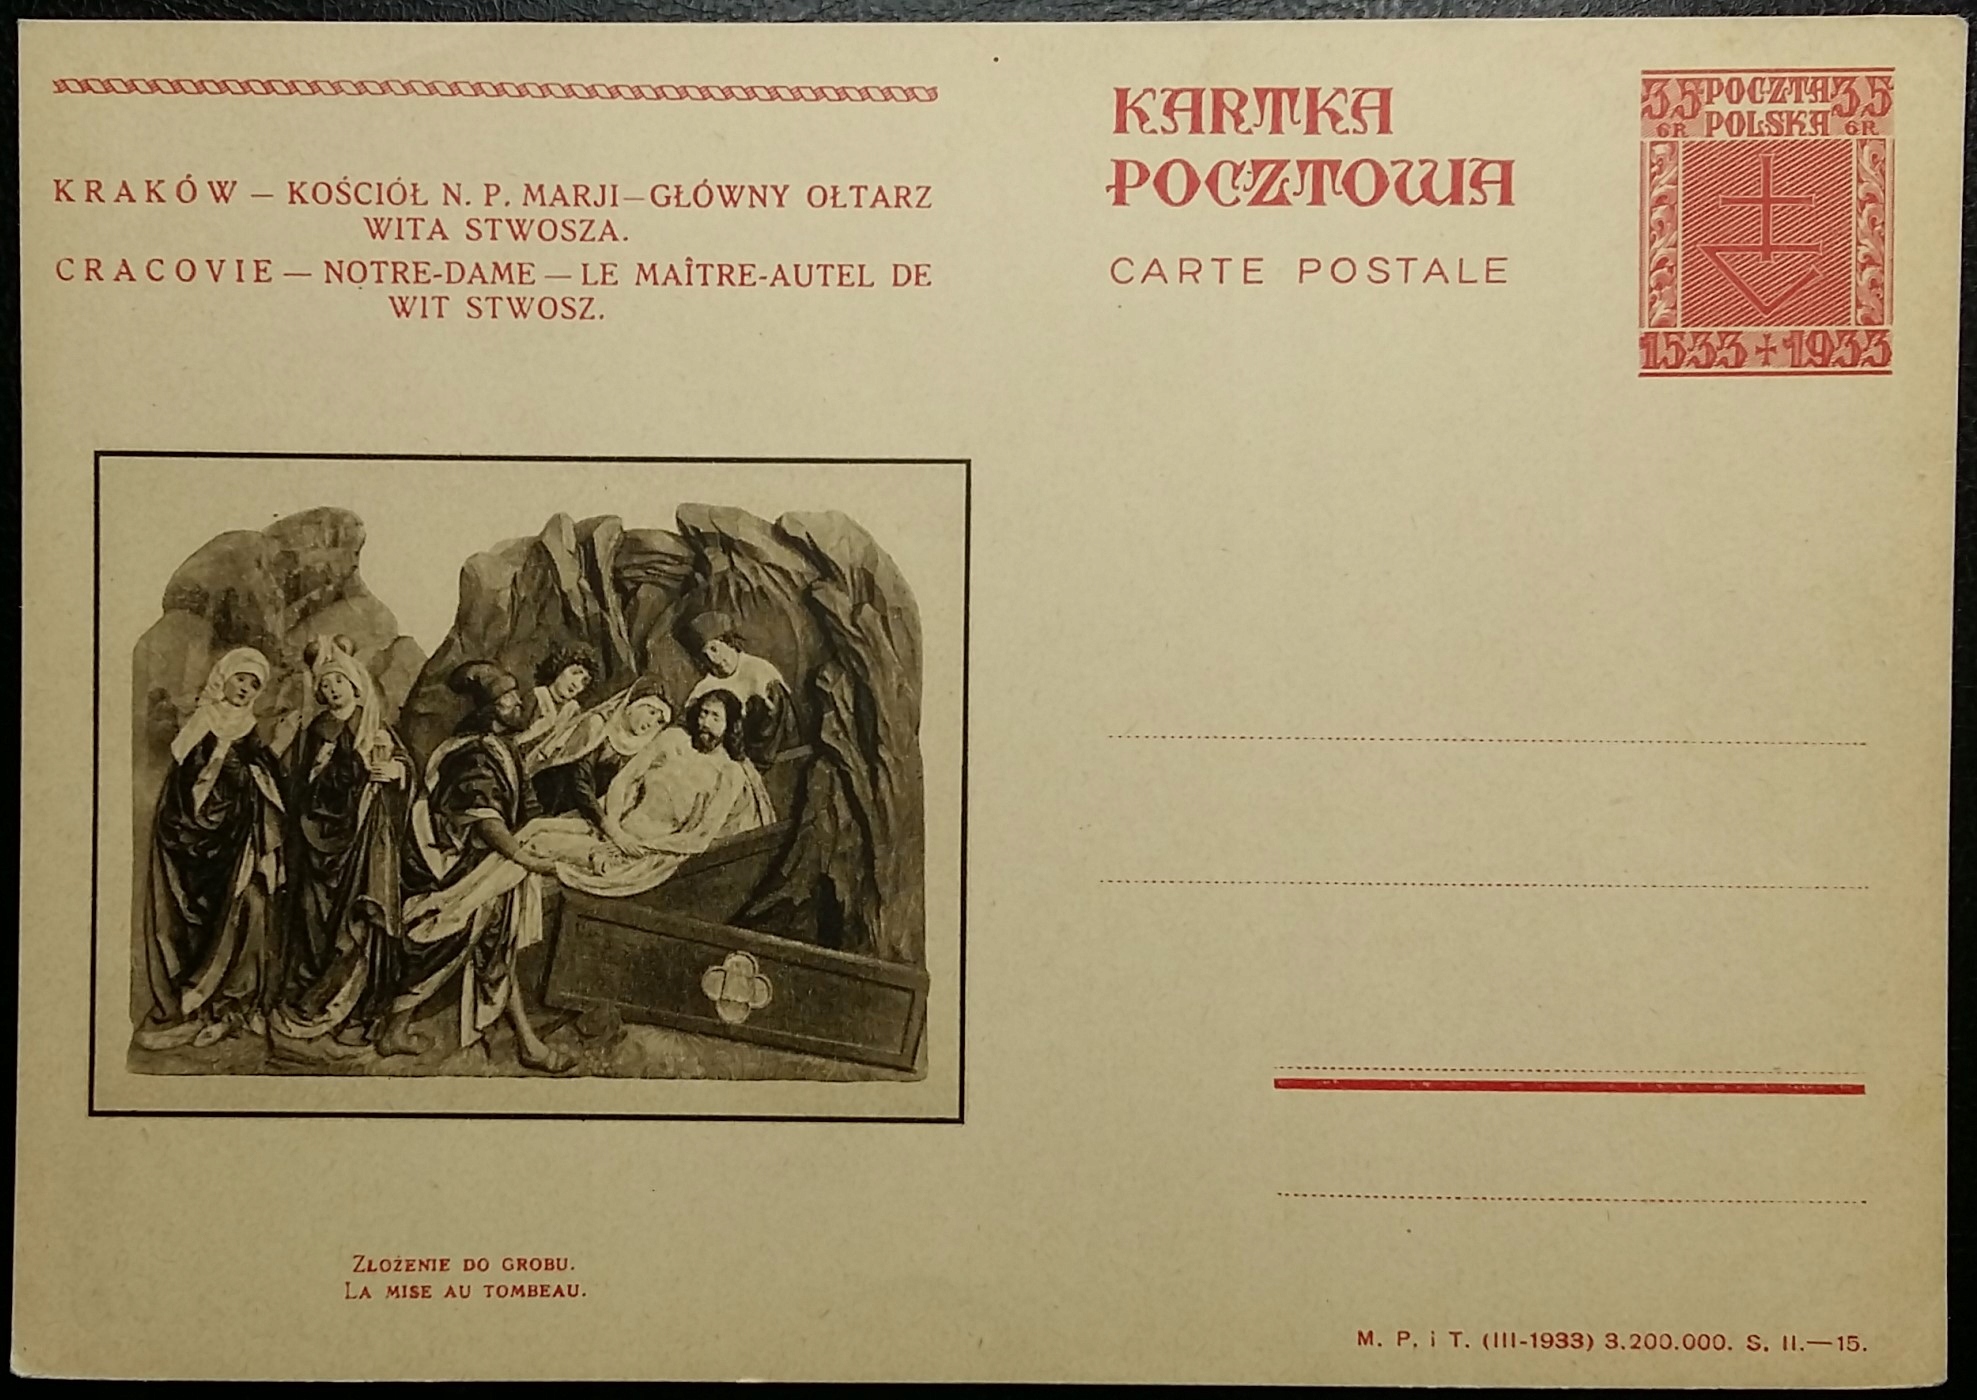 KRAKÓW – KOŚCIÓŁ N. P. MARJI – GŁÓWNY OŁTARZ
WITA STWOSZA.
CRACOVIE – NOTRE-DAME – LE MAÎTRE-AUTEL DE
WIT STWOSZ.
KARTKA
POCZTOWA
CARTE POSTALE
35 POCZTA 35
GR POLSKA GR
1533 + 1933
ZŁOŻENIE DO GROBU.
LA MISE AU TOMBEAU.
M. P. i T. (III-1933) 3.200.000. S. II.—15.